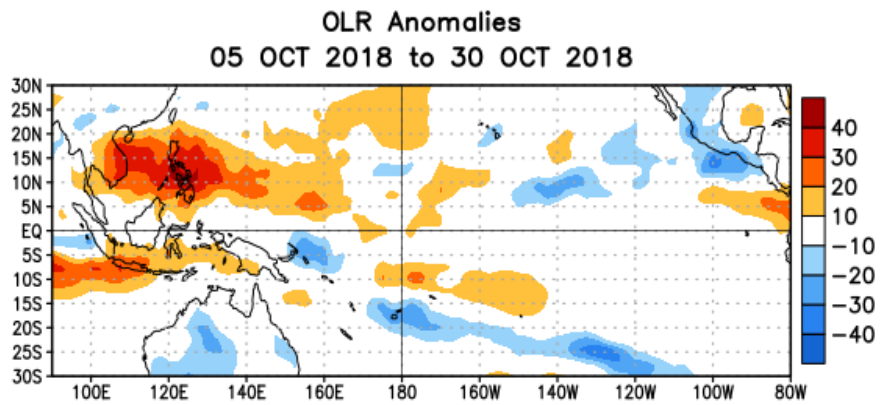 OLR Anomalies
05 OCT 2018 to 30 OCT 2018
30N
25N
20N
15N
10N
5N
EQ
5S
10S
15S
20S
25S
30S
100E 120E 140E 160E 180 160W 140W 120W 100W 80W
40
30
20
10
-10
-20
-30
-40